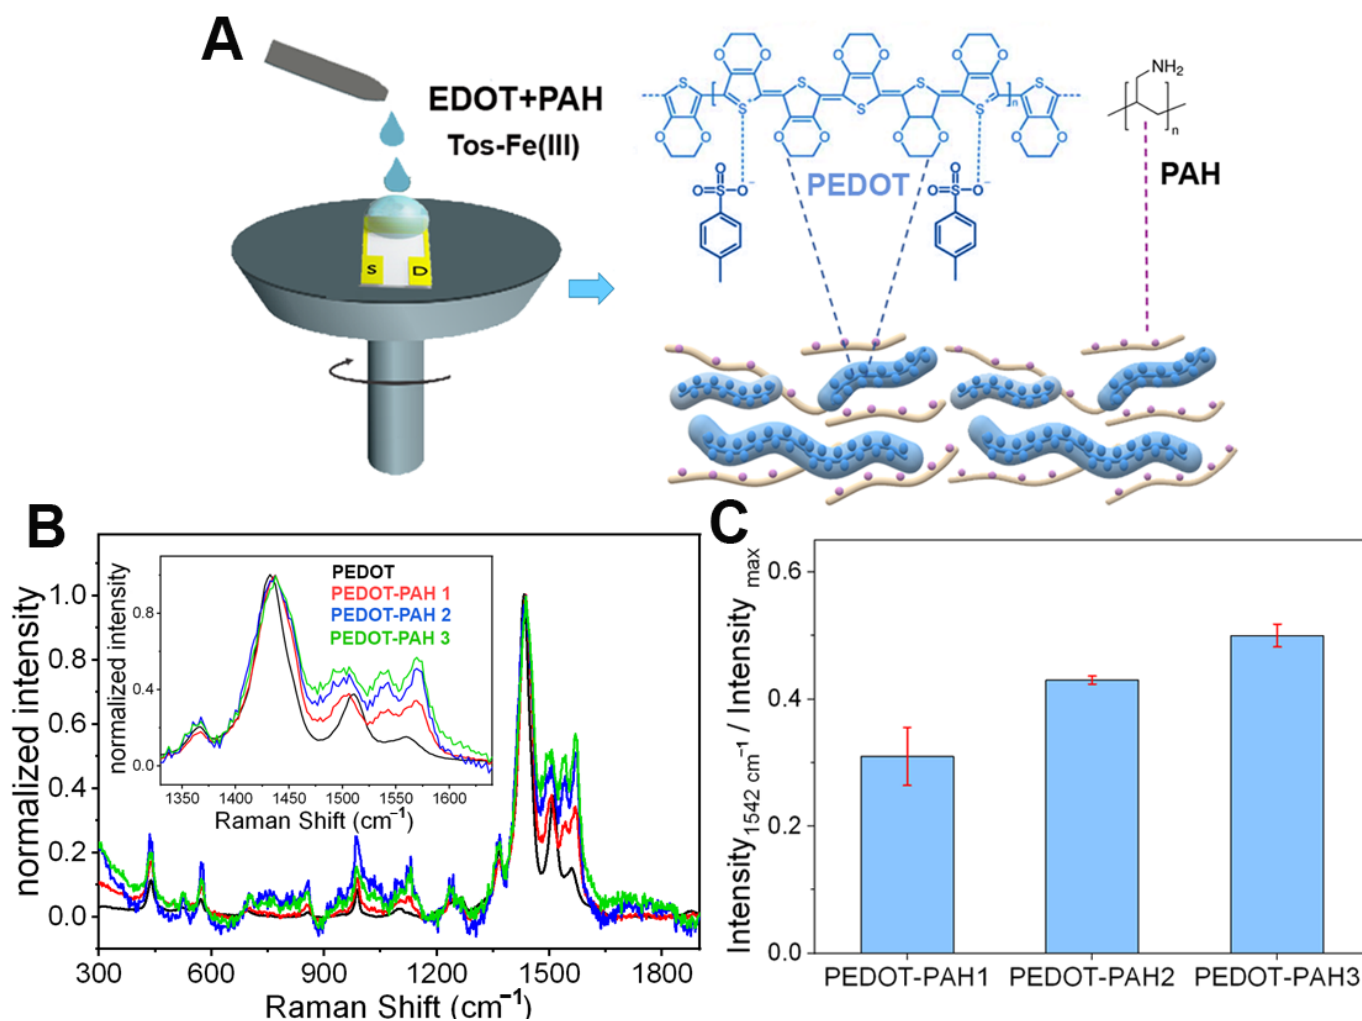 A
EDOT+PAH
Tos-Fe(III)
S D
O O O O O O
S S S S S S S
n
O O O O O O O O
NH₂
n
PEDOT
PAH
O S O⁻
O
O S O⁻
O
B
normalized intensity
1.0
0.8
0.6
0.4
0.2
0.0
300 600 900 1200 1500 1800
Raman Shift (cm⁻¹)
normalized intensity
0.8
0.4
0.0
1350 1400 1450 1500 1550 1600
Raman Shift (cm⁻¹)
PEDOT
PEDOT-PAH 1
PEDOT-PAH 2
PEDOT-PAH 3
C
Intensity₁₅₄₂ cm⁻¹ / Intensity max
0.6
0.4
0.2
0.0
PEDOT-PAH1 PEDOT-PAH2 PEDOT-PAH3